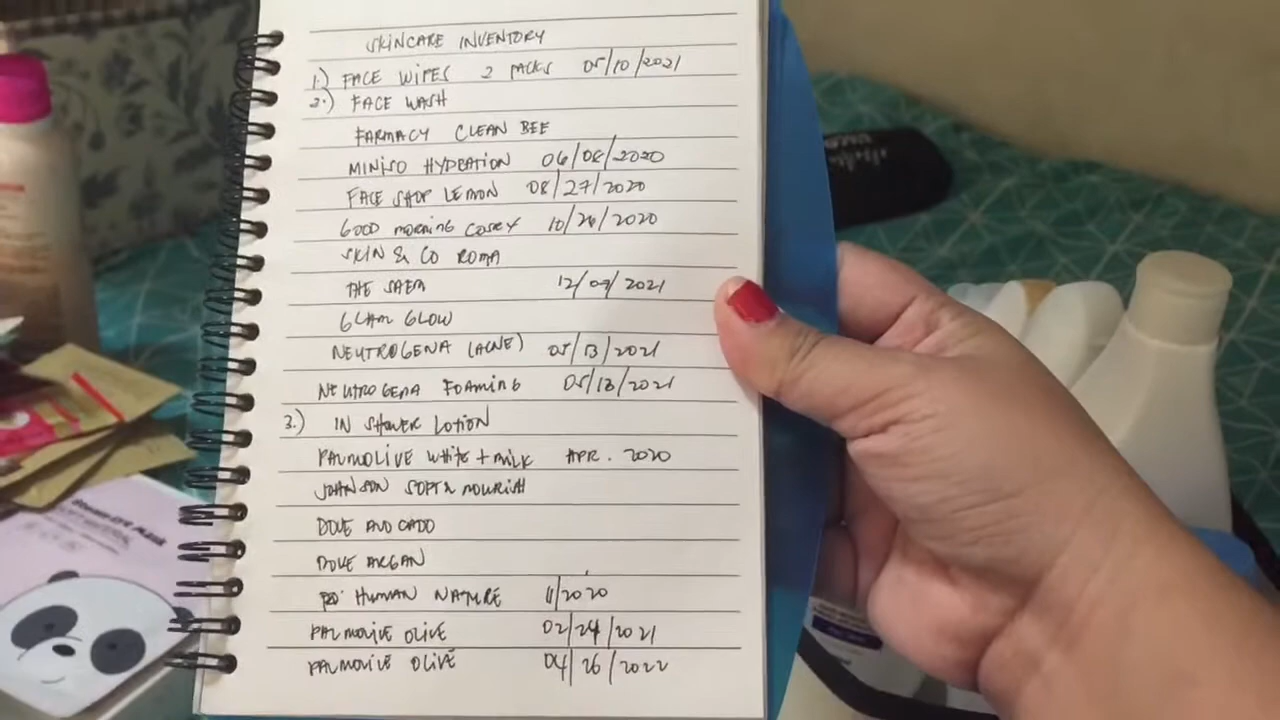 SKINCARE INVENTORY
1.) FACE WIPES 2 PACKS 05/10/2021
2.) FACE WASH
FARMACY CLEAN BEE
MINISO HYDRATION 06/08/2020
FACE SHOP LEMON 08/27/2020
GOOD MORNING COSRX 10/20/2020
SKIN & CO ROMA
THE SAEM 12/09/2021
GLAM GLOW
NEUTROGENA (ACNE) 05/13/2021
NEUTROGENA FOAMING 05/13/2021
3.) IN SHOWER LOTION
PALMOLIVE WHITE + MILK APR. 2020
JOHNSON SOFT & NOURISH
DOVE AVOCADO
DOVE ARGAN
HUMAN NATURE 11/2020
PALMOLIVE OLIVE 02/24/2021
PALMOLIVE OLIVE 04/26/2022